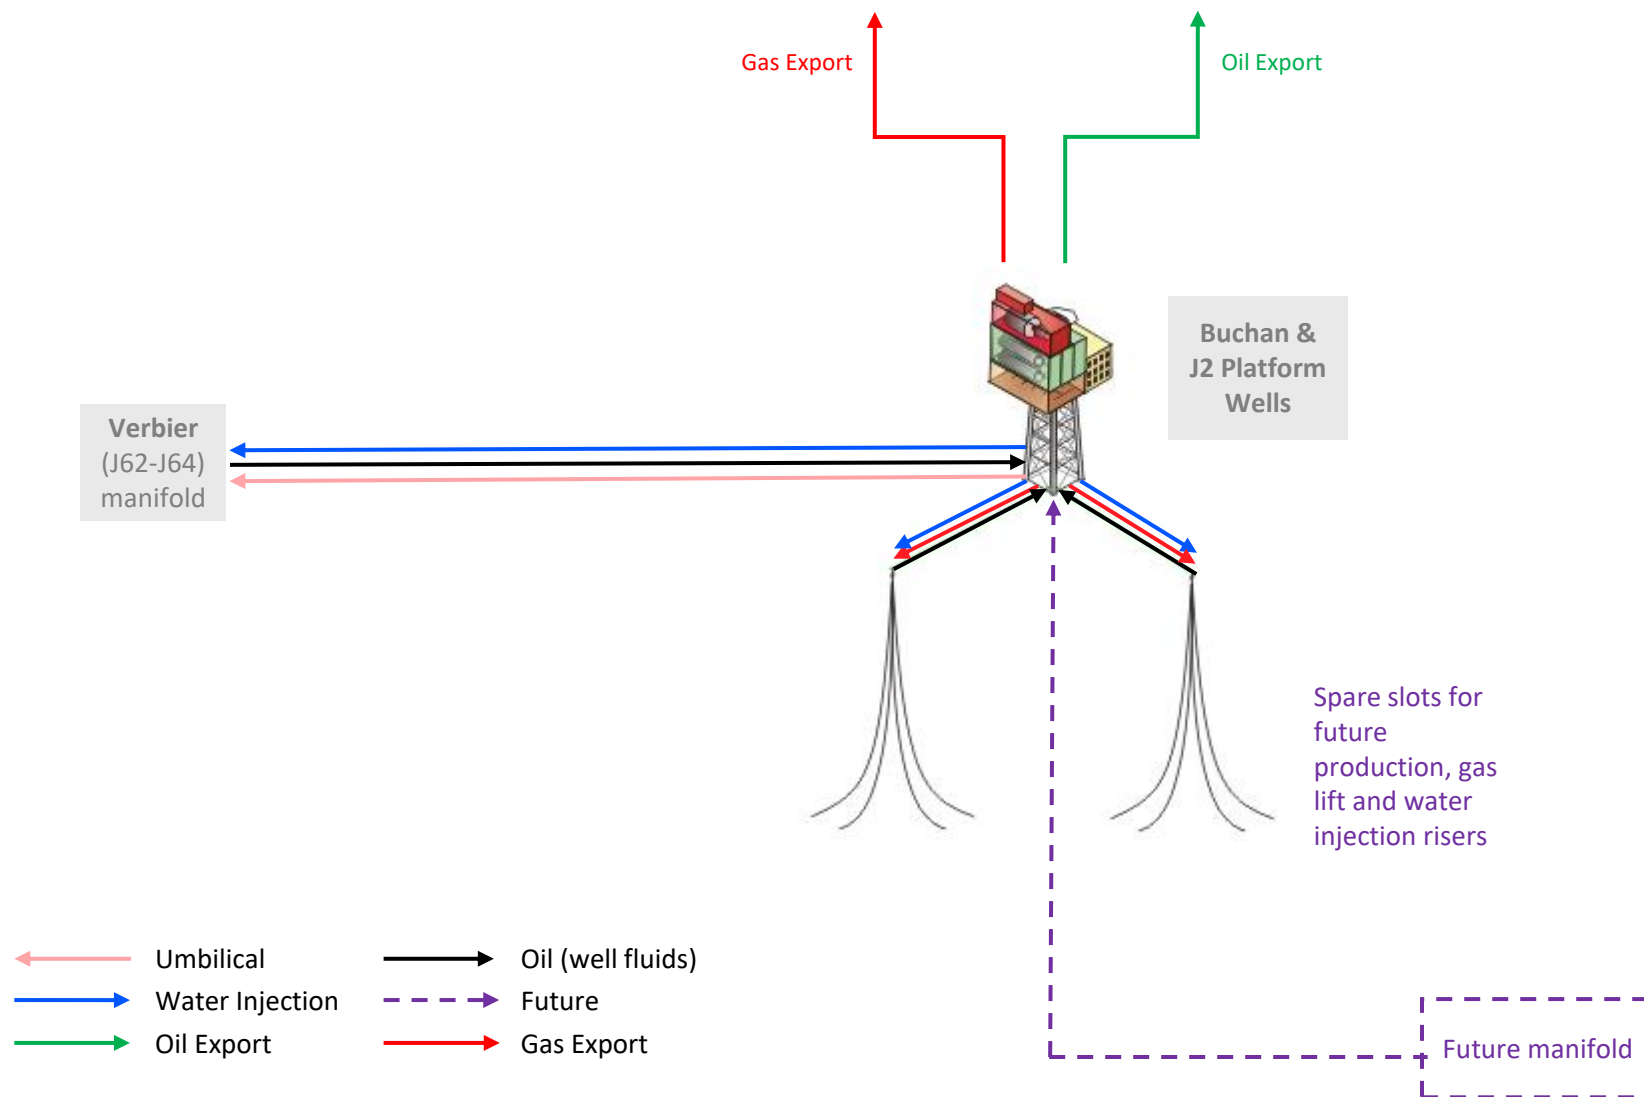 Gas Export
Oil Export
Buchan &
J2 Platform
Wells
Verbier
(J62-J64)
manifold
Spare slots for
future
production, gas
lift and water
injection risers
Umbilical
Oil (well fluids)
Water Injection
Future
Oil Export
Gas Export
Future manifold